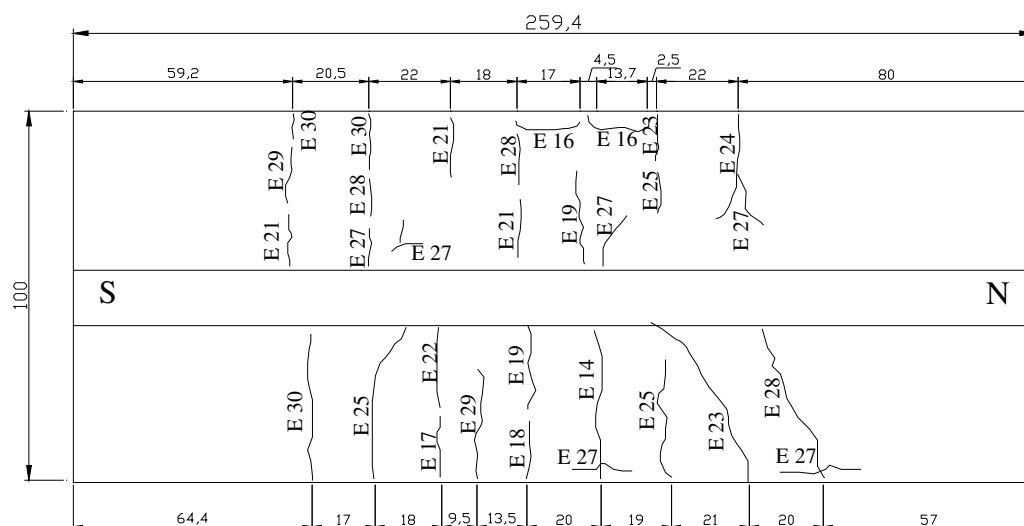 259,4
59,2 20,5 22 18 17 4,5 13,7 2,5 22 80
E 30 E 30 E 21 E 28 E 16 E 16 E 23 E 24
E 29 E 28 E 25
E 21 E 27 E 27 E 21 E 19 E 27 E 27
100
S N
E 22 E 19 E 14
E 30 E 25 E 29 E 25 E 23 E 28
E 17 E 18 E 27 E 27
64,4 17 18 9,5 13,5 20 19 21 20 57